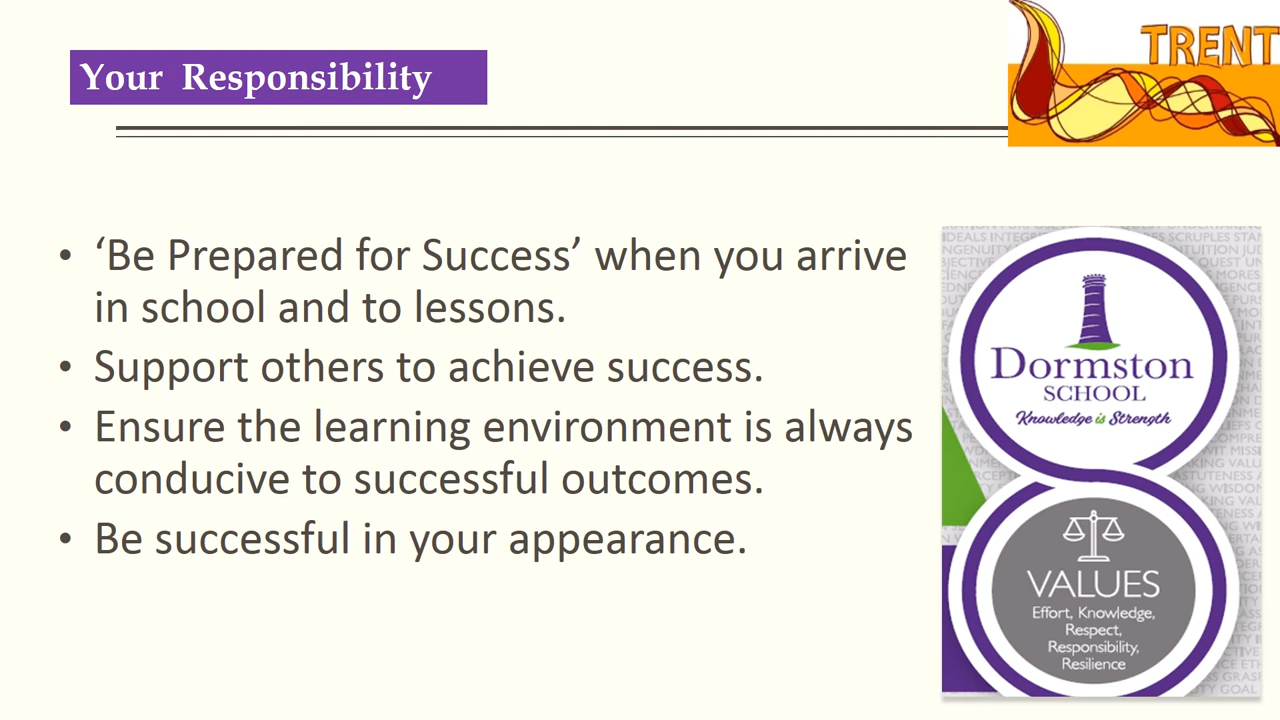 Your Responsibility
TRENT
• ‘Be Prepared for Success’ when you arrive
in school and to lessons.
• Support others to achieve success.
• Ensure the learning environment is always
conducive to successful outcomes.
• Be successful in your appearance.
Dormston
SCHOOL
Knowledge is Strength
VALUES
Effort, Knowledge,
Respect,
Responsibility,
Resilience